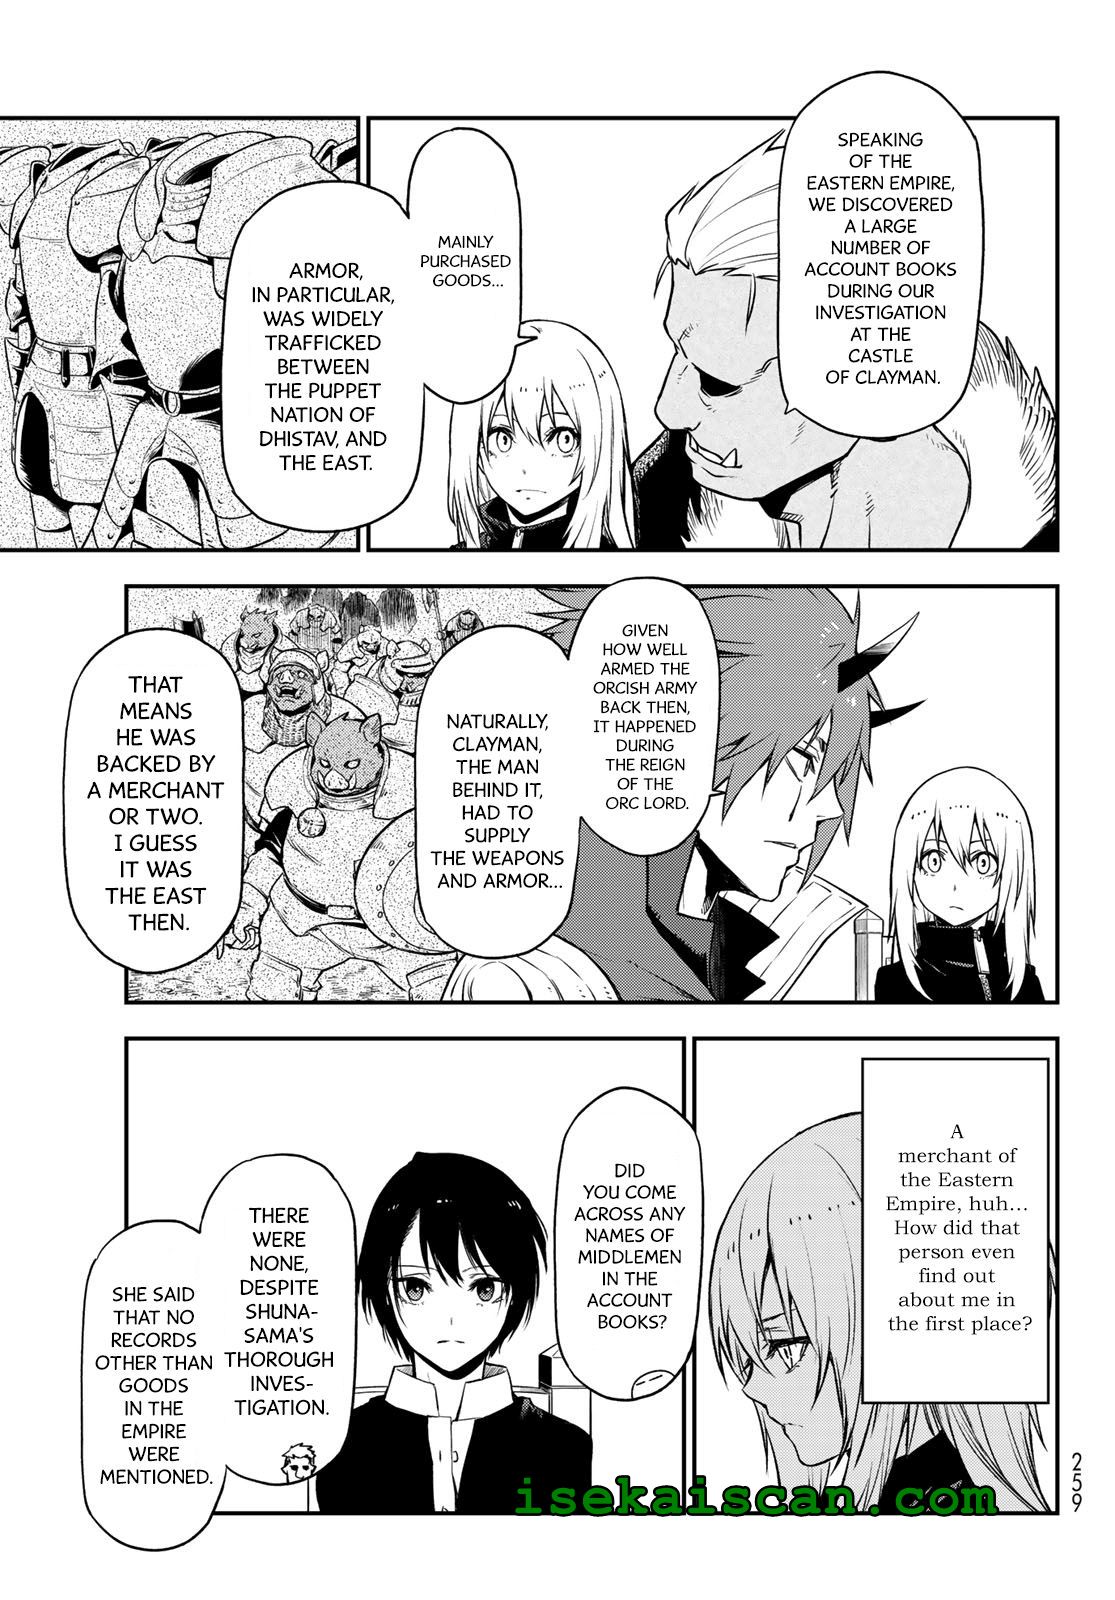 SPEAKING
OF THE
EASTERN EMPIRE,
WE DISCOVERED
A LARGE
NUMBER OF
ACCOUNT BOOKS
DURING OUR
INVESTIGATION
AT THE
CASTLE
OF CLAYMAN.
MAINLY
PURCHASED
GOODS...
ARMOR,
IN PARTICULAR,
WAS WIDELY
TRAFFICKED
BETWEEN
THE PUPPET
NATION OF
DHISTAV, AND
THE EAST.
GIVEN
HOW WELL
ARMED THE
ORCISH ARMY
BACK THEN,
IT HAPPENED
DURING
THE REIGN
OF THE
ORC LORD.
NATURALLY,
CLAYMAN,
THE MAN
BEHIND IT,
HAD TO
SUPPLY
THE WEAPONS
AND ARMOR...
THAT
MEANS
HE WAS
BACKED BY
A MERCHANT
OR TWO.
I GUESS
IT WAS
THE EAST
THEN.
A
merchant of
the Eastern
Empire, huh...
How did that
person even
find out
about me in
the first place?
DID
YOU COME
ACROSS ANY
NAMES OF
MIDDLEMEN
IN THE
ACCOUNT
BOOKS?
THERE
WERE
NONE,
DESPITE
SHUNA-
SAMA'S
THOROUGH
INVES-
TIGATION.
SHE SAID
THAT NO
RECORDS
OTHER THAN
GOODS
IN THE
EMPIRE
WERE
MENTIONED.
isekaiscan.com
259